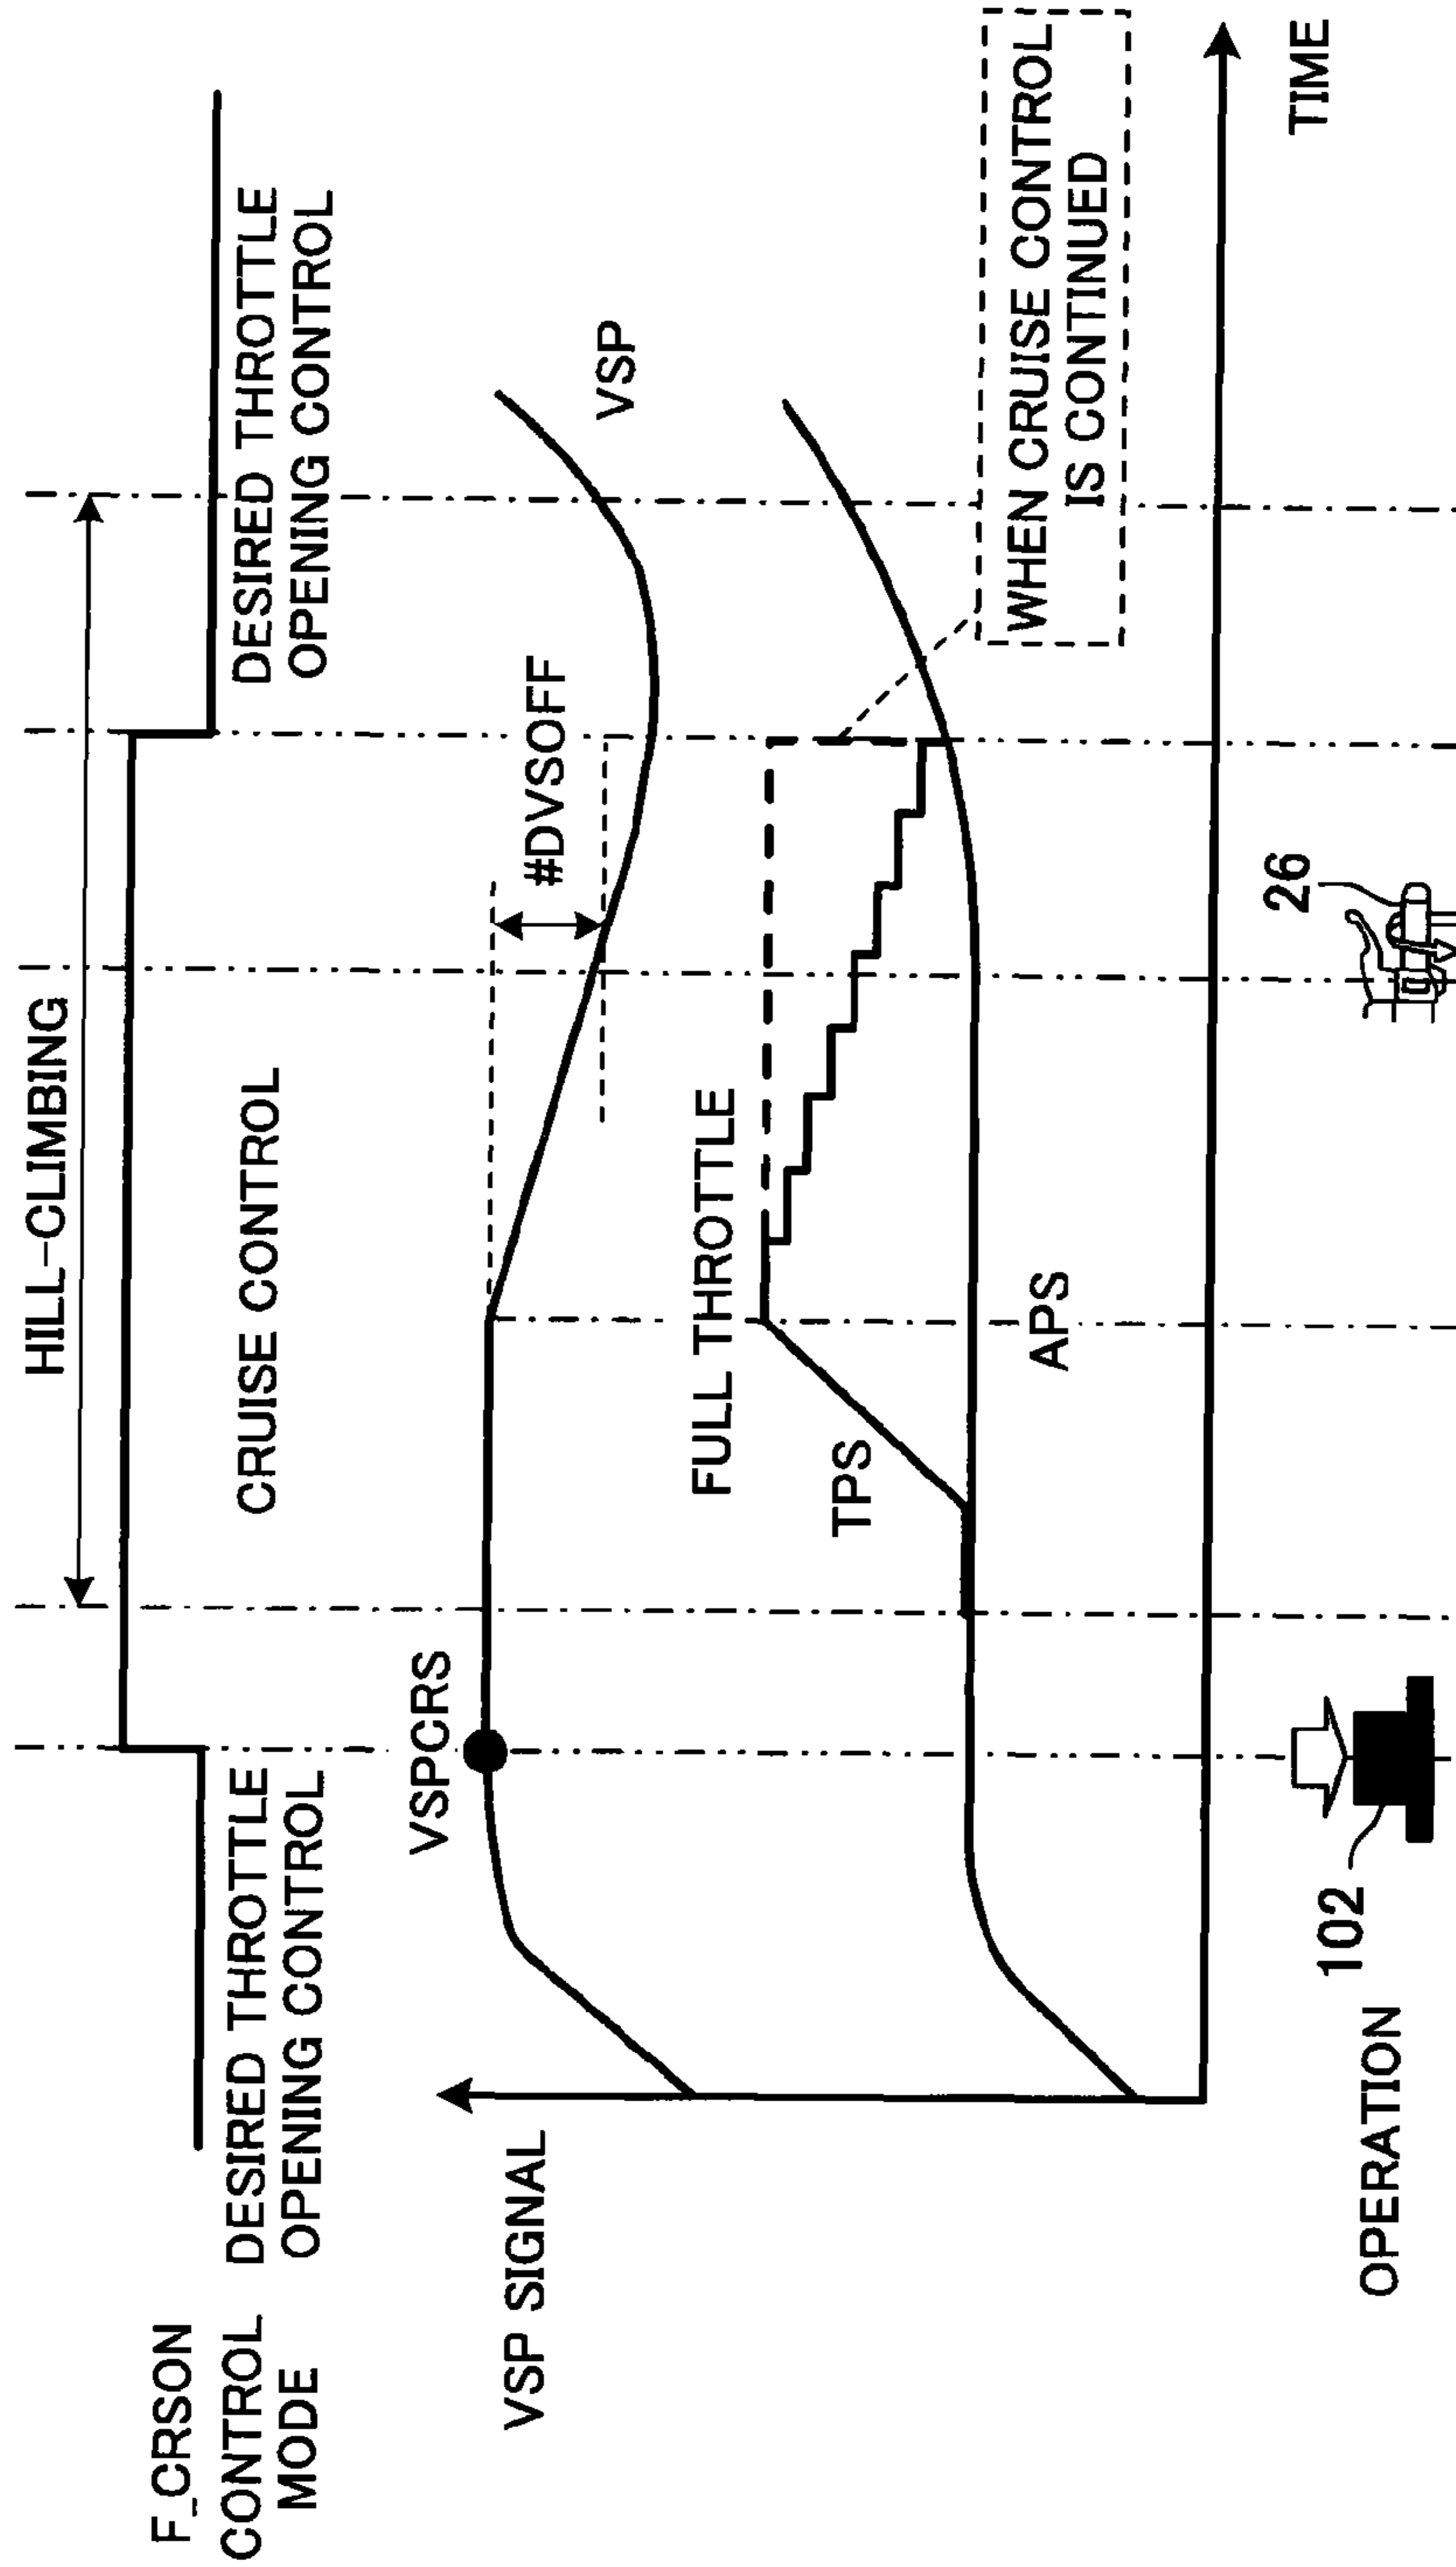 HILL-CLIMBING
F_CRSON
CONTROL
MODE
DESIRED THROTTLE
OPENING CONTROL
CRUISE CONTROL
DESIRED THROTTLE
OPENING CONTROL
VSPCRS
VSP SIGNAL
#DVSOFF
VSP
FULL THROTTLE
TPS
APS
WHEN CRUISE CONTROL
IS CONTINUED
TIME
OPERATION
102
26